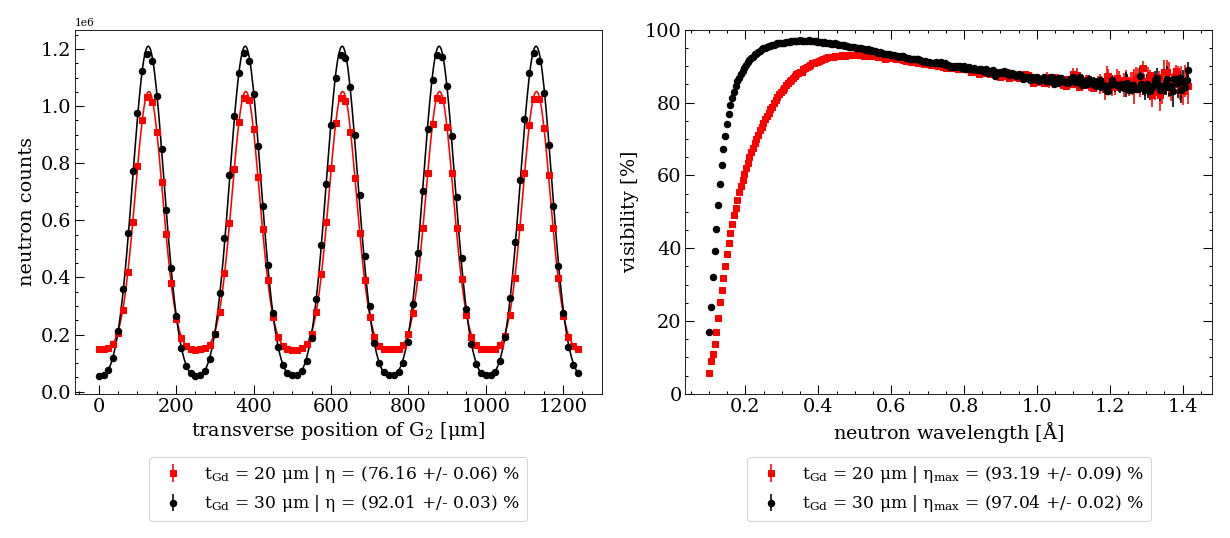 1e6
1.2
1.0
0.8
0.6
0.4
0.2
0.0
neutron counts
0 200 400 600 800 1000 1200
transverse position of G₂ [µm]
t_Gd = 20 µm | η = (76.16 +/- 0.06) %
t_Gd = 30 µm | η = (92.01 +/- 0.03) %
100
80
60
40
20
0
visibility [%]
0.2 0.4 0.6 0.8 1.0 1.2 1.4
neutron wavelength [Å]
t_Gd = 20 µm | η_max = (93.19 +/- 0.09) %
t_Gd = 30 µm | η_max = (97.04 +/- 0.02) %